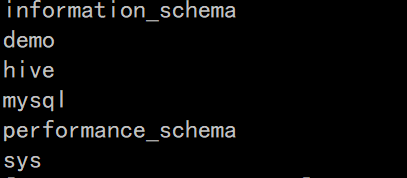 information_schema
demo
hive
mysql
performance_schema
sys